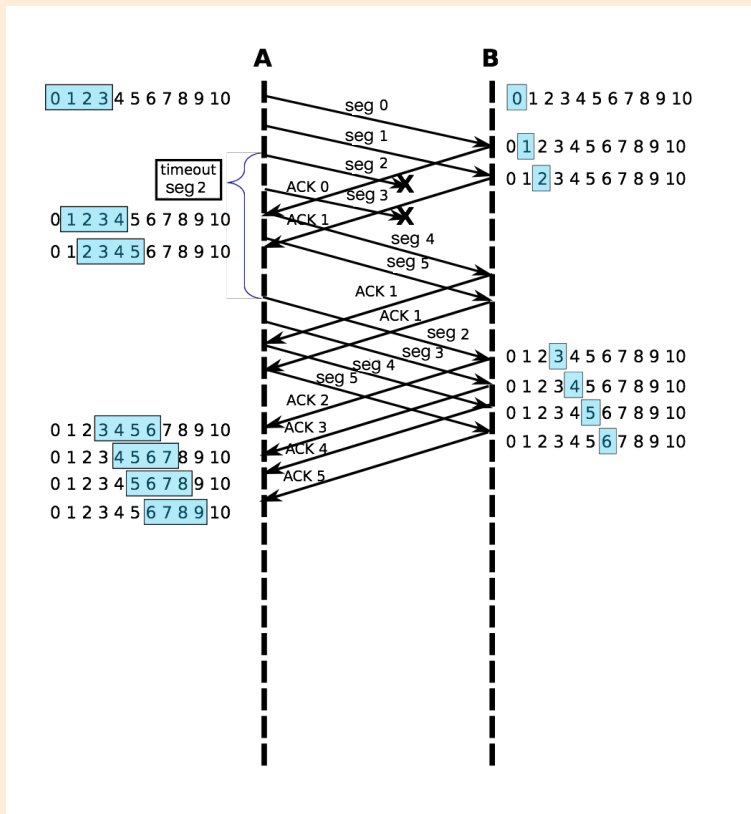 A
B
0 1 2 3 4 5 6 7 8 9 10
0 1 2 3 4 5 6 7 8 9 10
seg 0
seg 1
0 1 2 3 4 5 6 7 8 9 10
timeout
seg 2
seg 2
X
0 1 2 3 4 5 6 7 8 9 10
ACK 0
seg 3
X
0 1 2 3 4 5 6 7 8 9 10
ACK 1
seg 4
0 1 2 3 4 5 6 7 8 9 10
seg 5
ACK 1
ACK 1
seg 2
seg 3
0 1 2 3 4 5 6 7 8 9 10
seg 4
seg 5
0 1 2 3 4 5 6 7 8 9 10
ACK 2
0 1 2 3 4 5 6 7 8 9 10
0 1 2 3 4 5 6 7 8 9 10
ACK 3
0 1 2 3 4 5 6 7 8 9 10
ACK 4
0 1 2 3 4 5 6 7 8 9 10
0 1 2 3 4 5 6 7 8 9 10
ACK 5
0 1 2 3 4 5 6 7 8 9 10